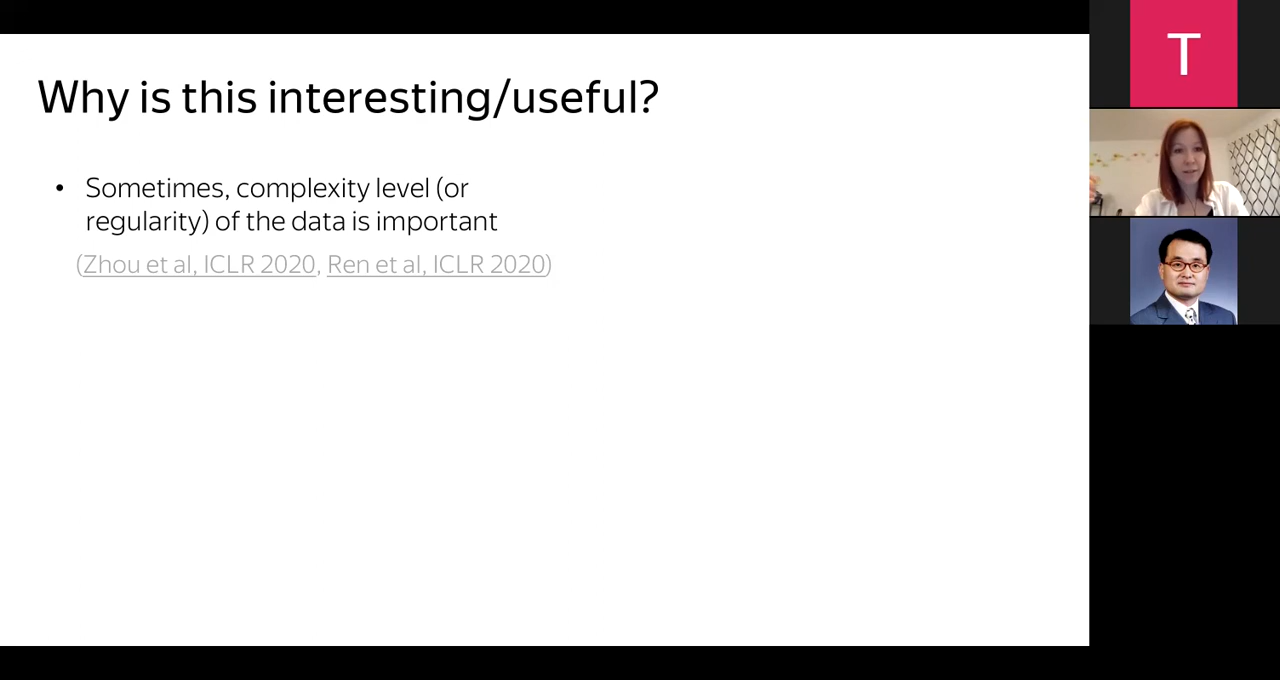 Why is this interesting/useful?
• Sometimes, complexity level (or
regularity) of the data is important
(Zhou et al, ICLR 2020, Ren et al, ICLR 2020)
T